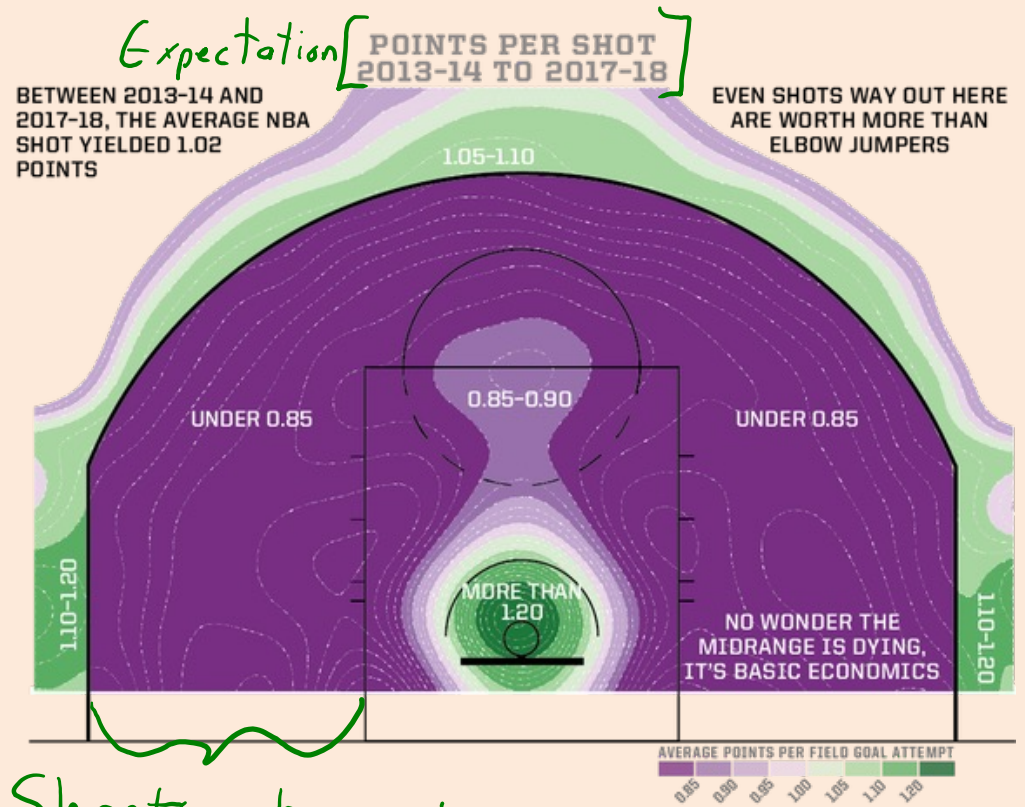 Expectation [POINTS PER SHOT
2013-14 TO 2017-18]
BETWEEN 2013-14 AND
2017-18, THE AVERAGE NBA
SHOT YIELDED 1.02
POINTS
EVEN SHOTS WAY OUT HERE
ARE WORTH MORE THAN
ELBOW JUMPERS
1.05-1.10
0.85-0.90
UNDER 0.85
UNDER 0.85
1.10-1.20
MORE THAN
1.20
1.10-1.20
NO WONDER THE
MIDRANGE IS DYING,
IT'S BASIC ECONOMICS
AVERAGE POINTS PER FIELD GOAL ATTEMPT
0.85 0.90 0.95 1.00 1.05 1.10 1.20